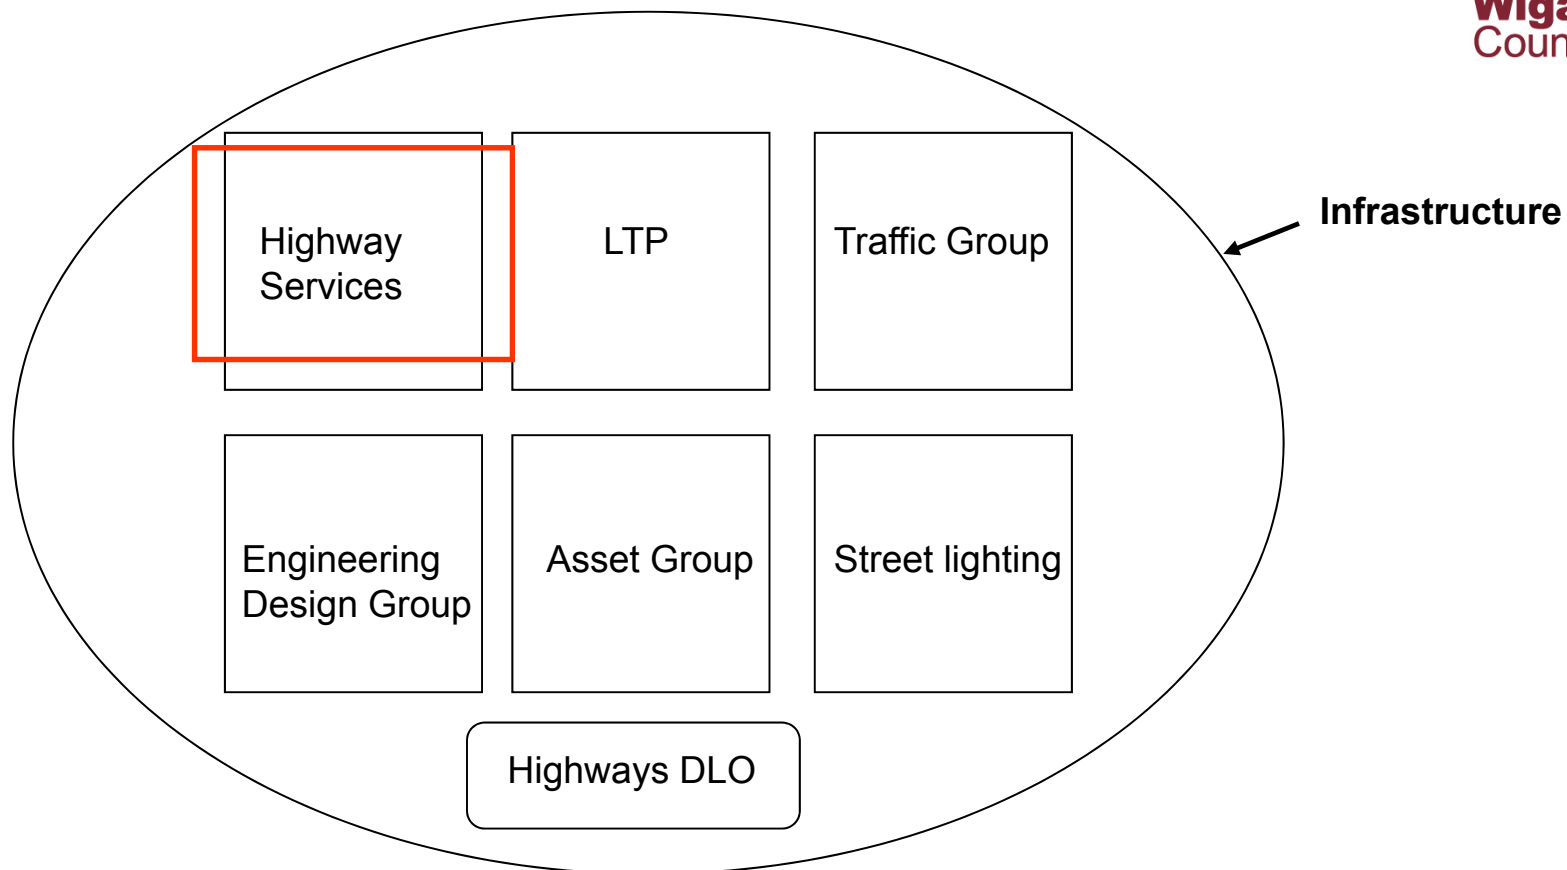 Infrastructure
Highway
Services
LTP
Traffic Group
Engineering
Design Group
Asset Group
Street lighting
Highways DLO